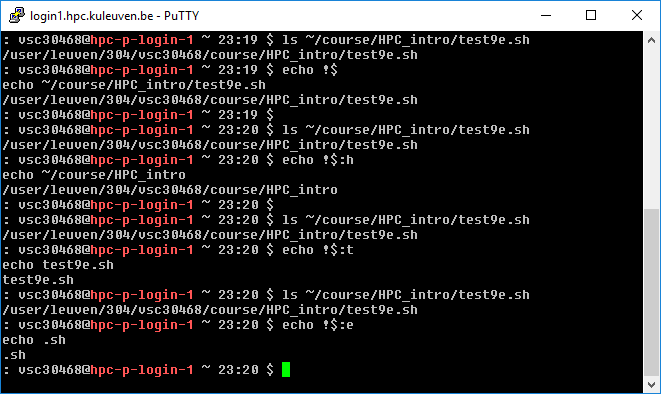 login1.hpc.kuleuven.be - PuTTY
: vsc30468@hpc-p-login-1 ~ 23:19 $ ls ~/course/HPC_intro/test9e.sh
/user/leuven/304/vsc30468/course/HPC_intro/test9e.sh
: vsc30468@hpc-p-login-1 ~ 23:19 $ echo !$
echo ~/course/HPC_intro/test9e.sh
/user/leuven/304/vsc30468/course/HPC_intro/test9e.sh
: vsc30468@hpc-p-login-1 ~ 23:19 $
: vsc30468@hpc-p-login-1 ~ 23:20 $ ls ~/course/HPC_intro/test9e.sh
/user/leuven/304/vsc30468/course/HPC_intro/test9e.sh
: vsc30468@hpc-p-login-1 ~ 23:20 $ echo !$:h
echo ~/course/HPC_intro
/user/leuven/304/vsc30468/course/HPC_intro
: vsc30468@hpc-p-login-1 ~ 23:20 $
: vsc30468@hpc-p-login-1 ~ 23:20 $ ls ~/course/HPC_intro/test9e.sh
/user/leuven/304/vsc30468/course/HPC_intro/test9e.sh
: vsc30468@hpc-p-login-1 ~ 23:20 $ echo !$:t
echo test9e.sh
test9e.sh
: vsc30468@hpc-p-login-1 ~ 23:20 $ ls ~/course/HPC_intro/test9e.sh
/user/leuven/304/vsc30468/course/HPC_intro/test9e.sh
: vsc30468@hpc-p-login-1 ~ 23:20 $ echo !$:e
echo .sh
.sh
: vsc30468@hpc-p-login-1 ~ 23:20 $